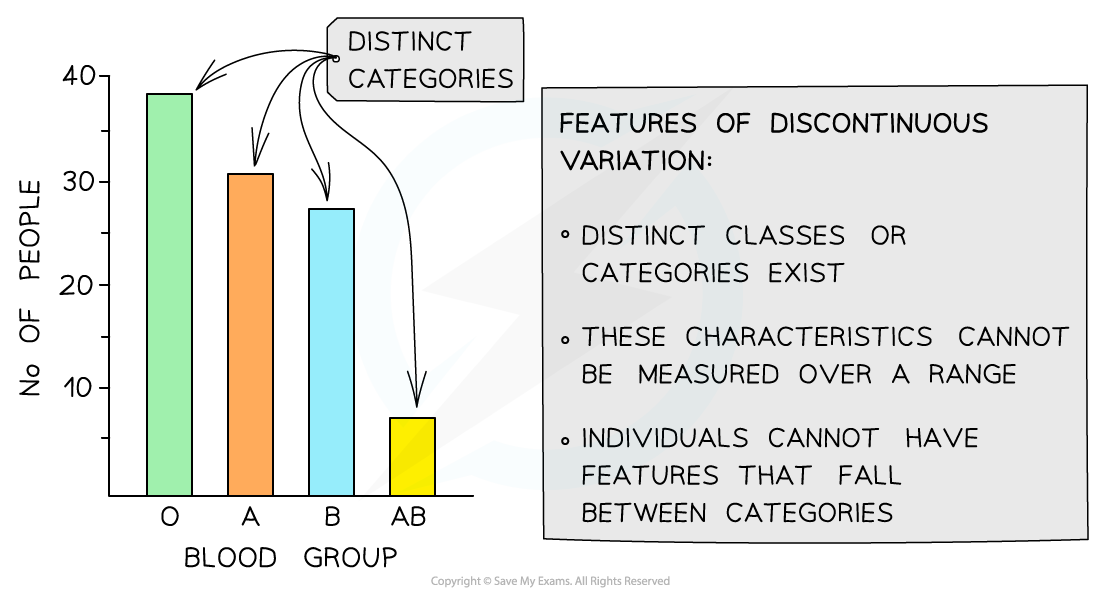 DISTINCT
CATEGORIES
40
30
20
10
No OF PEOPLE
O A B AB
BLOOD GROUP
FEATURES OF DISCONTINUOUS
VARIATION:
DISTINCT CLASSES OR
CATEGORIES EXIST
THESE CHARACTERISTICS CANNOT
BE MEASURED OVER A RANGE
INDIVIDUALS CANNOT HAVE
FEATURES THAT FALL
BETWEEN CATEGORIES
Copyright © Save My Exams. All Rights Reserved